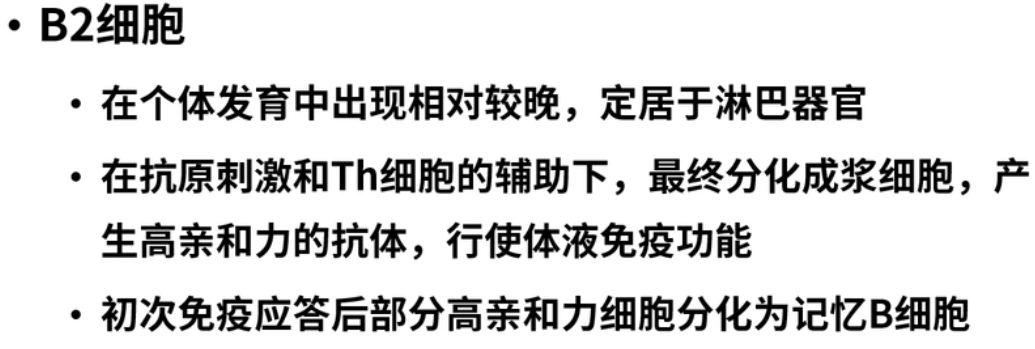 • B2细胞
• 在个体发育中出现相对较晚，定居于淋巴器官
• 在抗原刺激和Th细胞的辅助下，最终分化成浆细胞，产
生高亲和力的抗体，行使体液免疫功能
• 初次免疫应答后部分高亲和力细胞分化为记忆B细胞